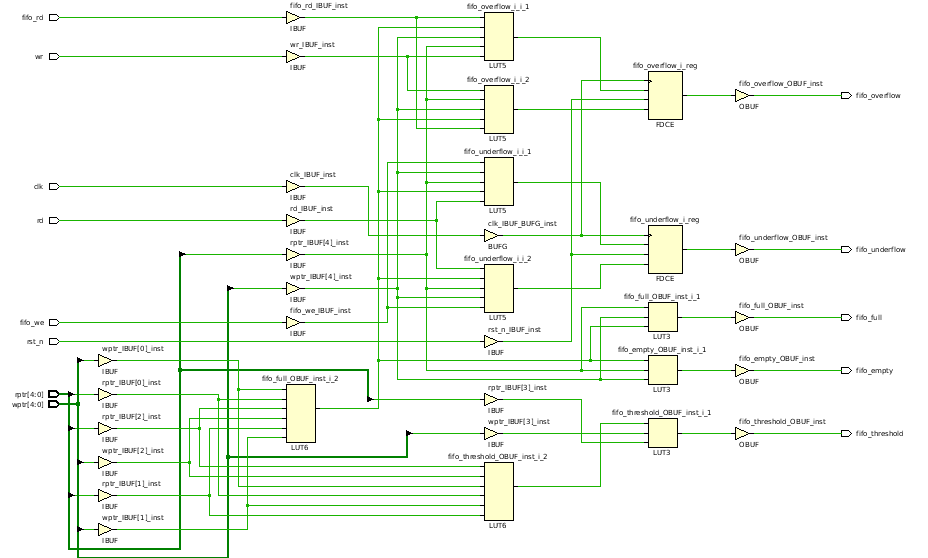 fifo_overflow_i_i_1
fifo_rd
fifo_rd_IBUF_inst
IBUF
wr
wr_IBUF_inst
IBUF
LUT5
fifo_overflow_i_reg
fifo_overflow_i_i_2
fifo_overflow_OBUF_inst
fifo_overflow
OBUF
FDCE
LUT5
fifo_underflow_i_i_1
clk
clk_IBUF_inst
IBUF
rd
rd_IBUF_inst
IBUF
LUT5
fifo_underflow_i_reg
clk_IBUF_BUFG_inst
BUFG
rptr_IBUF[4]_inst
IBUF
fifo_underflow_OBUF_inst
fifo_underflow
OBUF
fifo_underflow_i_i_2
FDCE
wptr_IBUF[4]_inst
IBUF
fifo_full_OBUF_inst_i_1
fifo_we
fifo_we_IBUF_inst
IBUF
LUT5
fifo_full_OBUF_inst
fifo_full
OBUF
rst_n
rst_n_IBUF_inst
IBUF
LUT3
wptr_IBUF[0]_inst
IBUF
fifo_empty_OBUF_inst_i_1
fifo_empty_OBUF_inst
fifo_empty
OBUF
fifo_full_OBUF_inst_i_2
rptr_IBUF[0]_inst
IBUF
rptr[4:0]
wptr[4:0]
rptr_IBUF[3]_inst
IBUF
LUT3
fifo_threshold_OBUF_inst_i_1
rptr_IBUF[2]_inst
IBUF
wptr_IBUF[3]_inst
IBUF
fifo_threshold_OBUF_inst
fifo_threshold
OBUF
LUT6
LUT3
wptr_IBUF[2]_inst
IBUF
fifo_threshold_OBUF_inst_i_2
rptr_IBUF[1]_inst
IBUF
wptr_IBUF[1]_inst
IBUF
LUT6